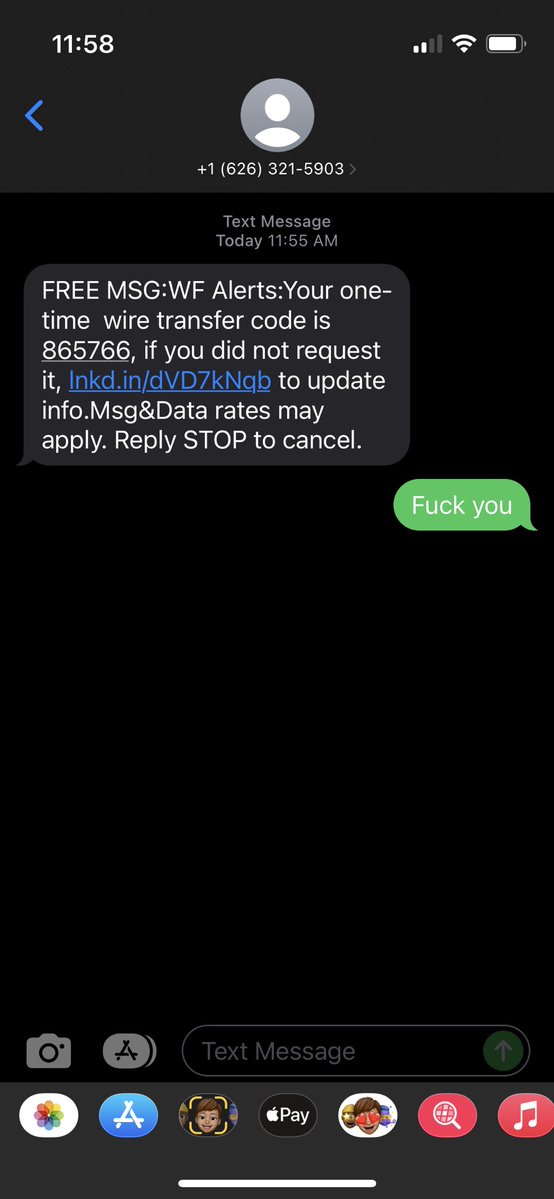 11:58
+1 (626) 321-5903 >
Text Message
Today 11:55 AM
FREE MSG:WF Alerts:Your one-
time  wire transfer code is
865766, if you did not request
it, lnkd.in/dVD7kNqb to update
info.Msg&Data rates may
apply. Reply STOP to cancel.
Fuck you
Text Message
Pay